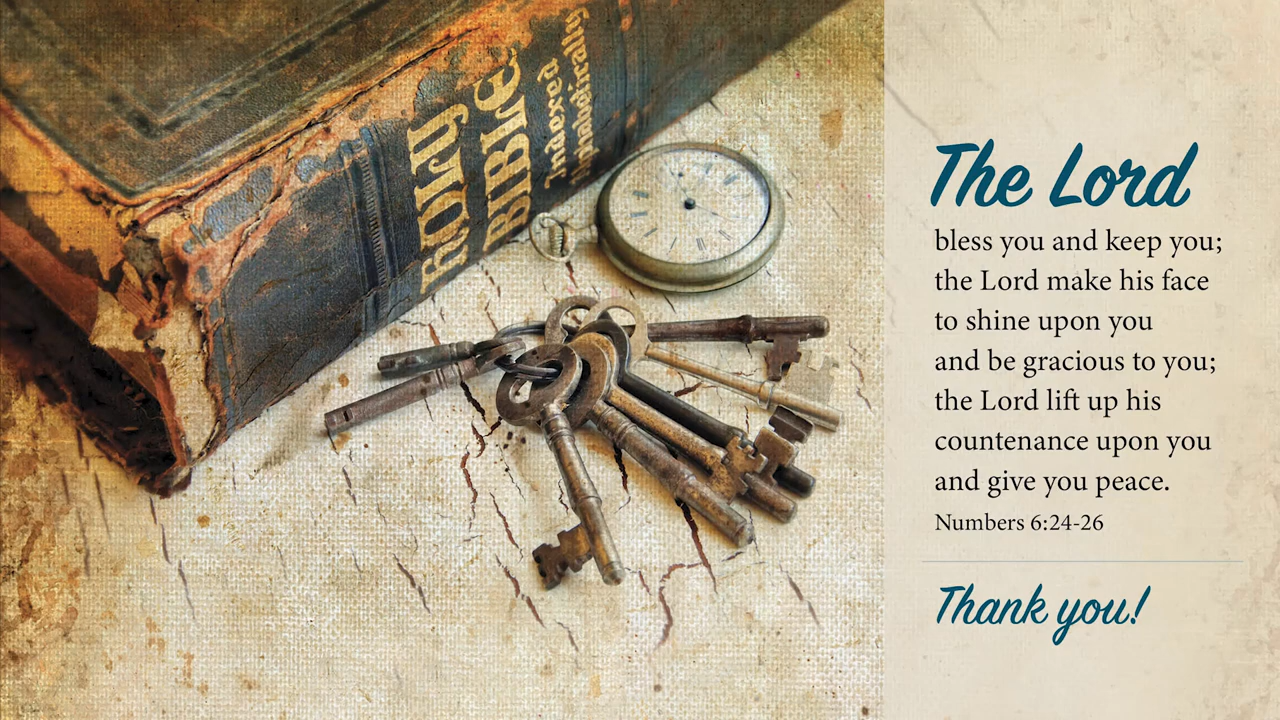 HOLY
BIBLE
Indexed
Alphabetically
The Lord
bless you and keep you;
the Lord make his face
to shine upon you
and be gracious to you;
the Lord lift up his
countenance upon you
and give you peace.
Numbers 6:24-26
Thank you!